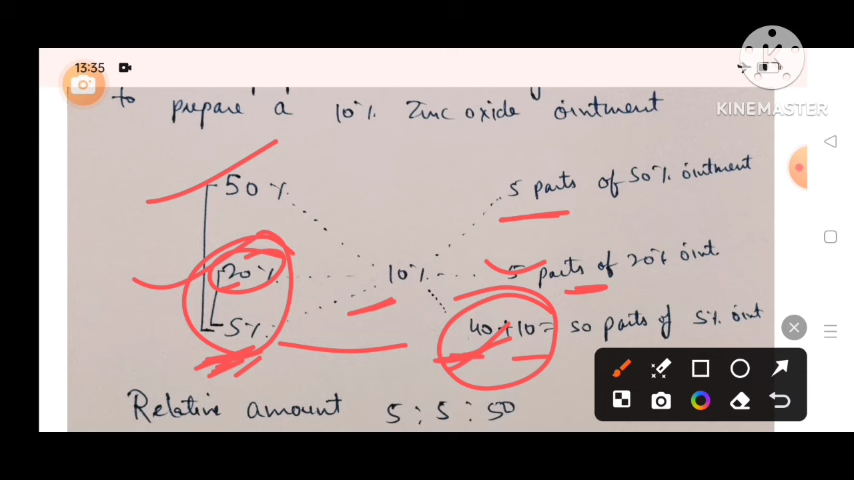 13:35
KINEMASTER
to prepare a 10% Zinc oxide ointment
50% 5 parts of 50% ointment
20% 10% 5 parts of 20% oint
5% 40+10= 50 parts of 5% oint
Relative amount 5 : 5 : 50